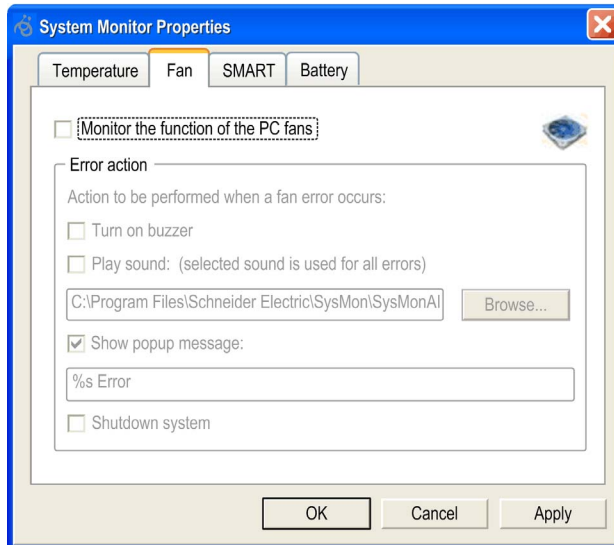 System Monitor Properties
Temperature Fan SMART Battery
Monitor the function of the PC fans
Error action
Action to be performed when a fan error occurs:
Turn on buzzer
Play sound: (selected sound is used for all errors)
C:\Program Files\Schneider Electric\SysMon\SysMonAl Browse...
Show popup message:
%s Error
Shutdown system
OK Cancel Apply